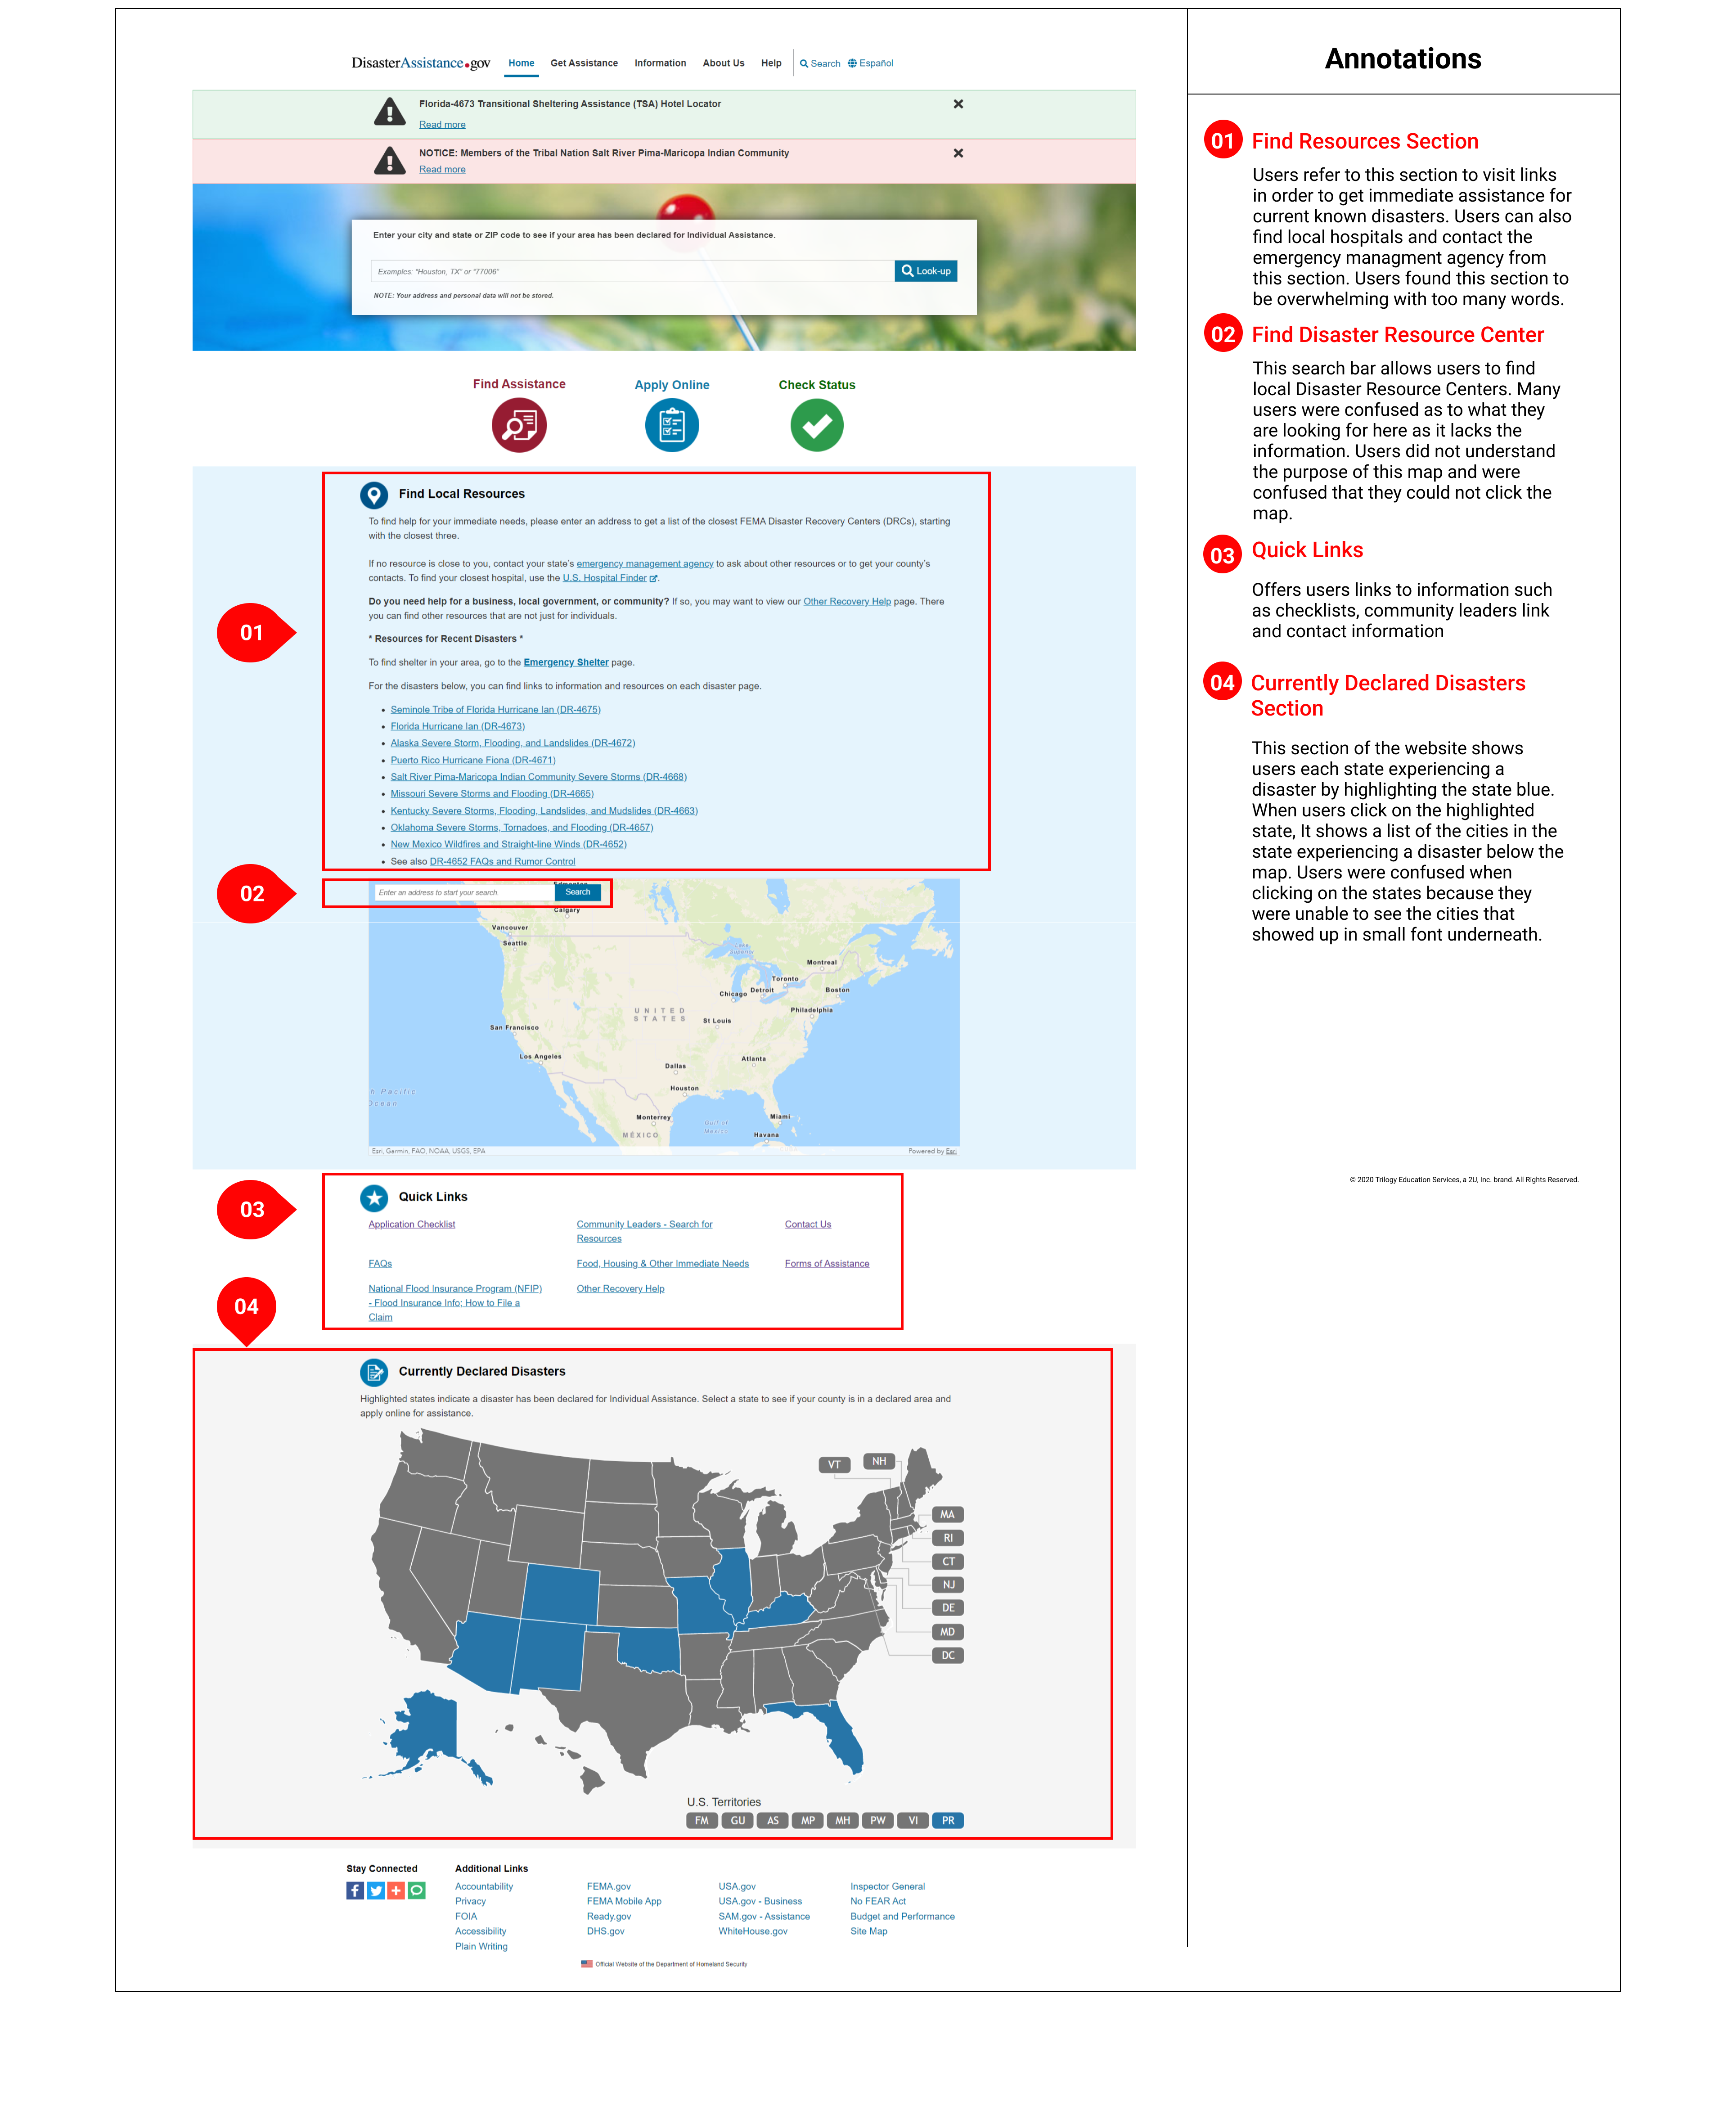 DisasterAssistance.gov Home Get Assistance Information About Us Help Search Español
Florida-4673 Transitional Sheltering Assistance (TSA) Hotel Locator
Read more
NOTICE: Members of the Tribal Nation Salt River Pima-Maricopa Indian Community
Read more
Enter your city and state or ZIP code to see if your area has been declared for Individual Assistance.
Examples: "Houston, TX" or "77006"
Look-up
NOTE: Your address and personal data will not be stored.
Find Assistance Apply Online Check Status
Find Local Resources
To find help for your immediate needs, please enter an address to get a list of the closest FEMA Disaster Recovery Centers (DRCs), starting
with the closest three.
If no resource is close to you, contact your state's emergency management agency to ask about other resources or to get your county's
contacts. To find your closest hospital, use the U.S. Hospital Finder.
Do you need help for a business, local government, or community? If so, you may want to view our Other Recovery Help page. There
you can find other resources that are not just for individuals.
01
* Resources for Recent Disasters *
To find shelter in your area, go to the Emergency Shelter page.
For the disasters below, you can find links to information and resources on each disaster page.
• Seminole Tribe of Florida Hurricane Ian (DR-4675)
• Florida Hurricane Ian (DR-4673)
• Alaska Severe Storm, Flooding, and Landslides (DR-4672)
• Puerto Rico Hurricane Fiona (DR-4671)
• Salt River Pima-Maricopa Indian Community Severe Storms (DR-4668)
• Missouri Severe Storms and Flooding (DR-4665)
• Kentucky Severe Storms, Flooding, Landslides, and Mudslides (DR-4663)
• Oklahoma Severe Storms, Tornadoes, and Flooding (DR-4657)
• New Mexico Wildfires and Straight-line Winds (DR-4652)
• See also DR-4652 FAQs and Rumor Control
02
Enter an address to start your search
Search
Calgary
Vancouver
Seattle
Lake
Superior
Montreal
Toronto
Chicago
Detroit
Boston
UNITED
STATES
Philadelphia
St Louis
San Francisco
Los Angeles
Atlanta
Dallas
Houston
h Pacific
Ocean
Monterrey
Miami
Gulf of
Mexico
MÉXICO
Havana
Esri, Garmin, FAO, NOAA, USGS, EPA
Powered by Esri
03
Quick Links
Application Checklist
Community Leaders - Search for
Resources
Contact Us
FAQs
Food, Housing & Other Immediate Needs
Forms of Assistance
National Flood Insurance Program (NFIP)
- Flood Insurance Info; How to File a
Claim
Other Recovery Help
04
Currently Declared Disasters
Highlighted states indicate a disaster has been declared for Individual Assistance. Select a state to see if your county is in a declared area and
apply online for assistance.
VT
NH
MA
RI
CT
NJ
DE
MD
DC
U.S. Territories
FM GU AS MP MH PW VI PR
Stay Connected
Additional Links
Accountability
Privacy
FOIA
Accessibility
Plain Writing
FEMA.gov
FEMA Mobile App
Ready.gov
DHS.gov
USA.gov
USA.gov - Business
SAM.gov - Assistance
WhiteHouse.gov
Inspector General
No FEAR Act
Budget and Performance
Site Map
Official Website of the Department of Homeland Security
Annotations
01 Find Resources Section
Users refer to this section to visit links
in order to get immediate assistance for
current known disasters. Users can also
find local hospitals and contact the
emergency managment agency from
this section. Users found this section to
be overwhelming with too many words.
02 Find Disaster Resource Center
This search bar allows users to find
local Disaster Resource Centers. Many
users were confused as to what they
are looking for here as it lacks the
information. Users did not understand
the purpose of this map and were
confused that they could not click the
map.
03 Quick Links
Offers users links to information such
as checklists, community leaders link
and contact information
04 Currently Declared Disasters
Section
This section of the website shows
users each state experiencing a
disaster by highlighting the state blue.
When users click on the highlighted
state, It shows a list of the cities in the
state experiencing a disaster below the
map. Users were confused when
clicking on the states because they
were unable to see the cities that
showed up in small font underneath.
© 2020 Trilogy Education Services, a 2U, Inc. brand. All Rights Reserved.